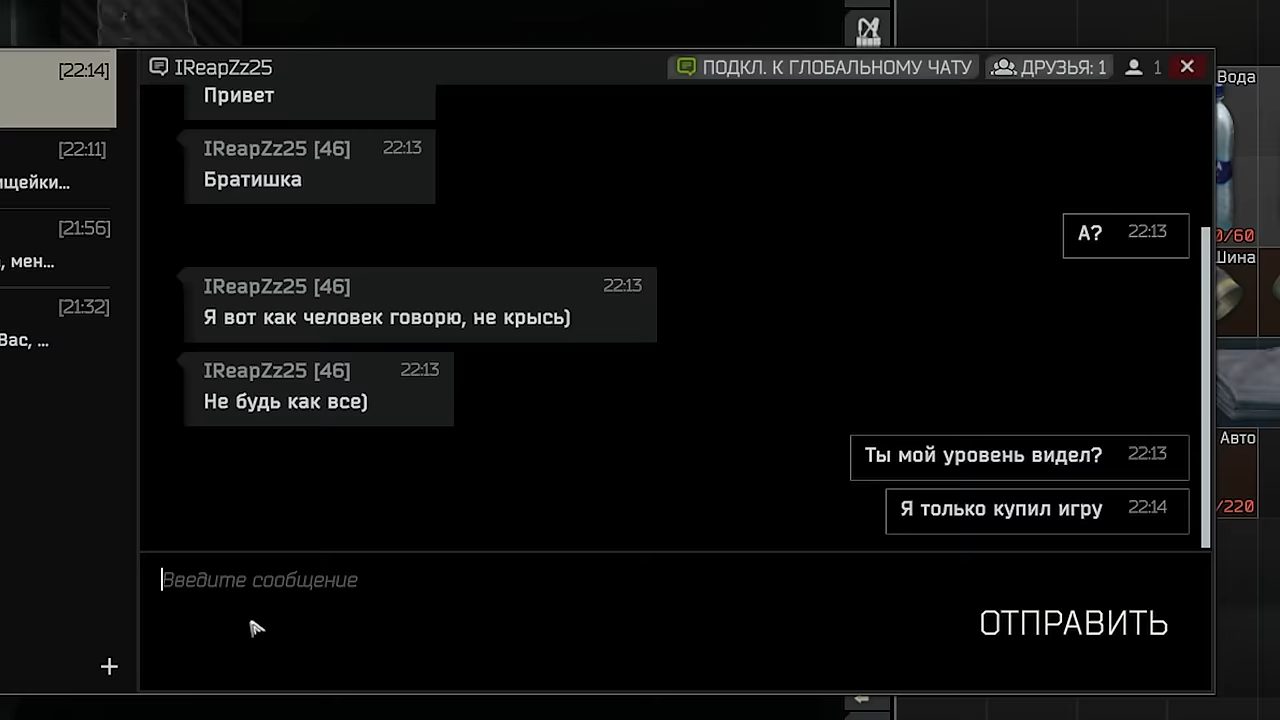 [22:14]
IReapZz25
ПОДКЛ. К ГЛОБАЛЬНОМУ ЧАТУ
ДРУЗЬЯ: 1
1
Вода
Привет
[22:11]
ищейки...
IReapZz25 [46] 22:13
Братишка
[21:56]
, мен...
А? 22:13
0/60
Шина
IReapZz25 [46] 22:13
Я вот как человек говорю, не крысь)
[21:32]
Вас, ...
IReapZz25 [46] 22:13
Не будь как все)
Ты мой уровень видел? 22:13
Авто
Я только купил игру 22:14
/220
Введите сообщение
ОТПРАВИТЬ